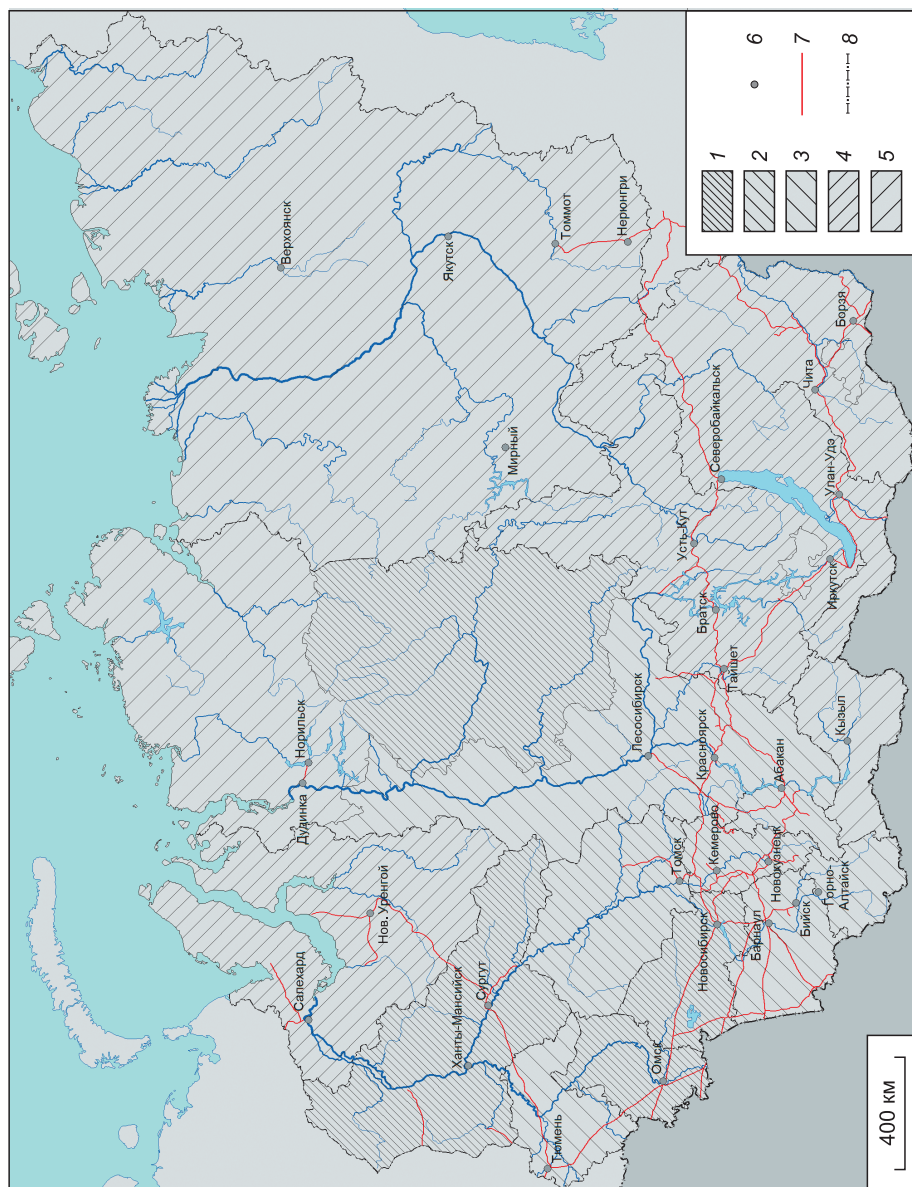 Верхоянск
Якутск
Томмот
Нерюнгри
Мирный
Борзя
Чита
Северобайкальск
Улан-Удэ
Усть-Кут
Иркутск
Братск
Тайшет
Норильск
Дудинка
Лесосибирск
Красноярск
Кызыл
Абакан
Кемерово
Томск
Новокузнецк
Горно-
Алтайск
Бийск
Барнаул
Новосибирск
Нов. Уренгой
Салехард
Сургут
Ханты-Мансийск
Омск
Тюмень
1
2
3
4
5
6
7
8
400 км